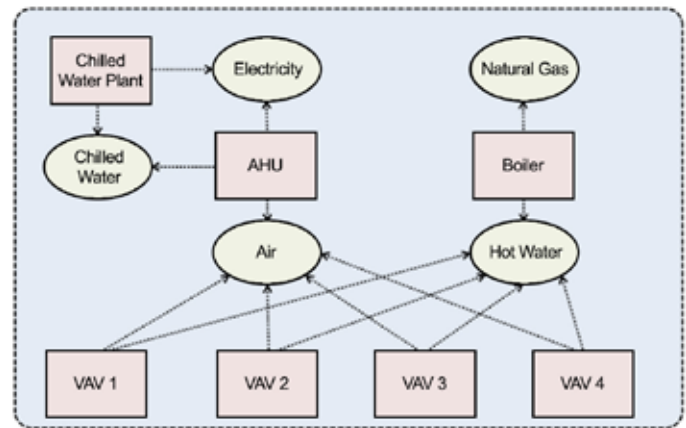 Chilled
Water Plant
Electricity
Natural Gas
Chilled
Water
AHU
Boiler
Air
Hot Water
VAV 1
VAV 2
VAV 3
VAV 4